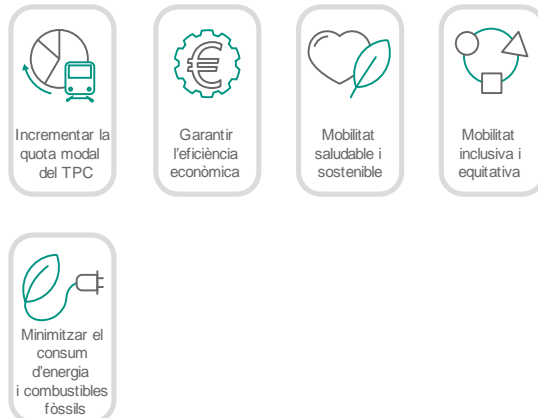 Incrementar la
quota modal
del TPC
Garantir
l'eficiència
econòmica
Mobilitat
saludable i
sostenible
Mobilitat
inclusiva i
equitativa
Minimitzar el
consum
d'energia
i combustibles
fòssils